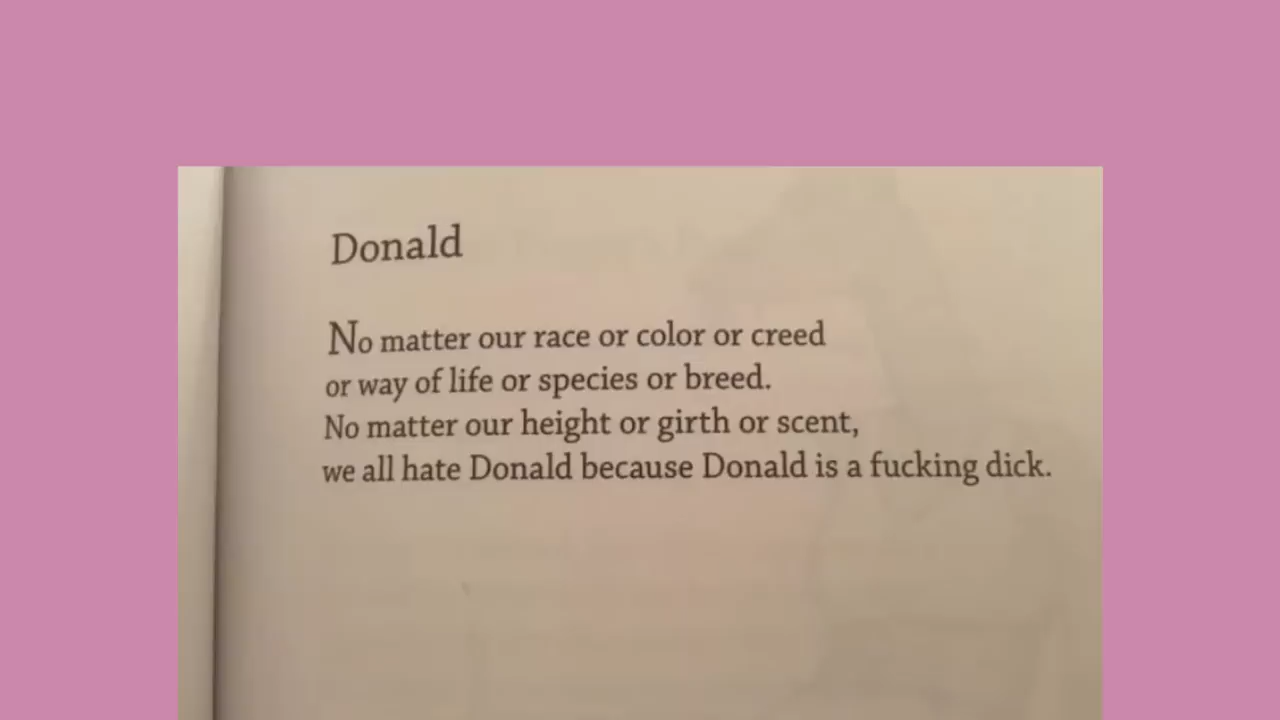 Donald
No matter our race or color or creed
or way of life or species or breed.
No matter our height or girth or scent,
we all hate Donald because Donald is a fucking dick.